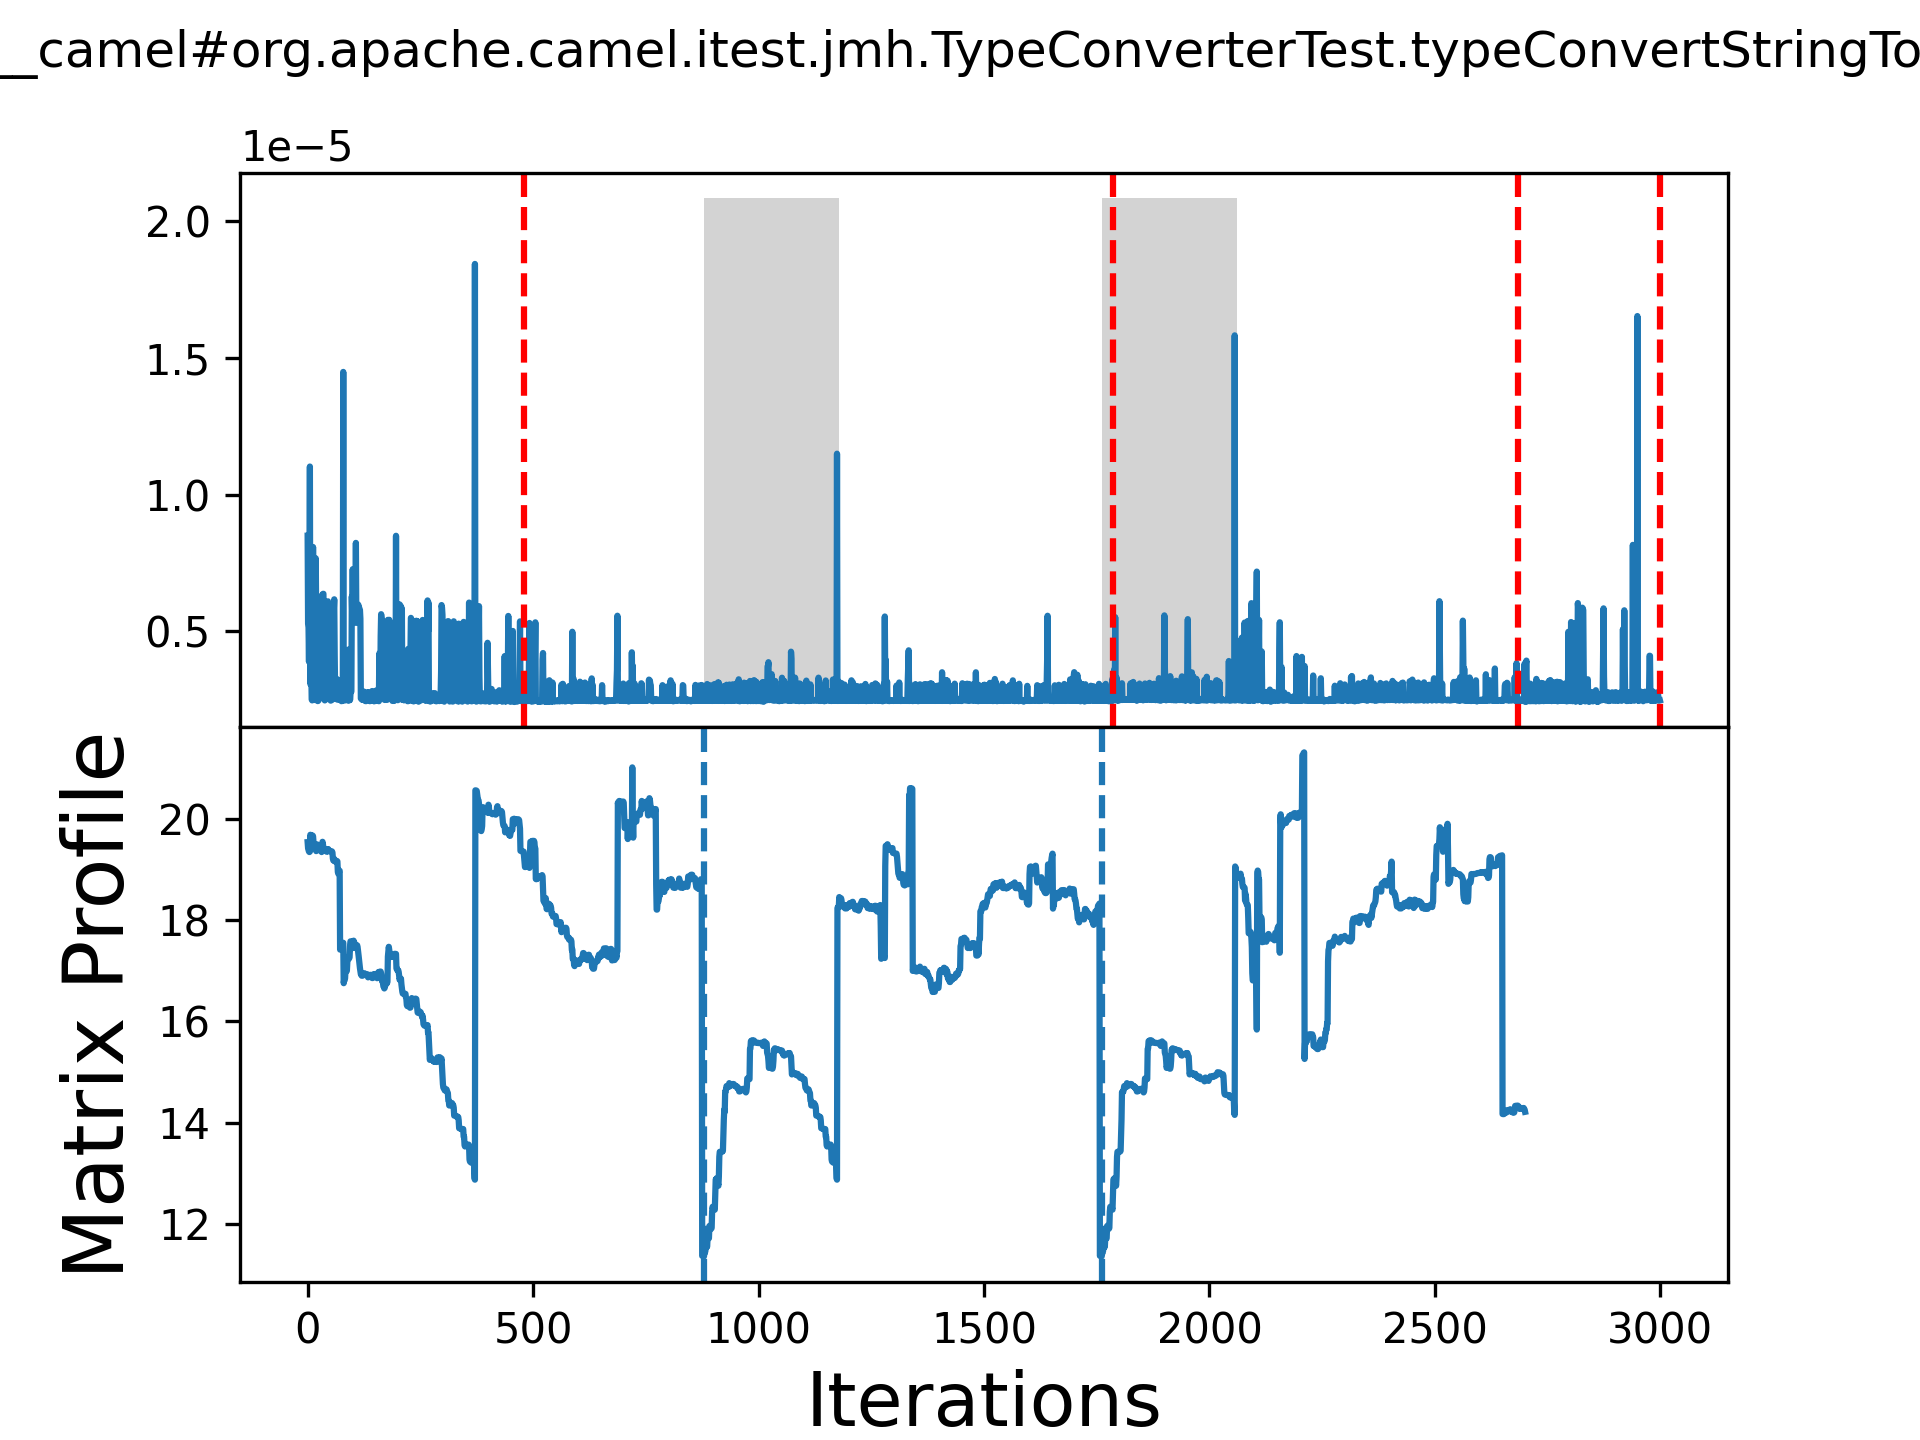 __camel#org.apache.camel.itest.jmh.TypeConverterTest.typeConvertStringTo
1e−5
2.0
1.5
1.0
0.5
Matrix Profile
20
18
16
14
12
0 500 1000 1500 2000 2500 3000
Iterations